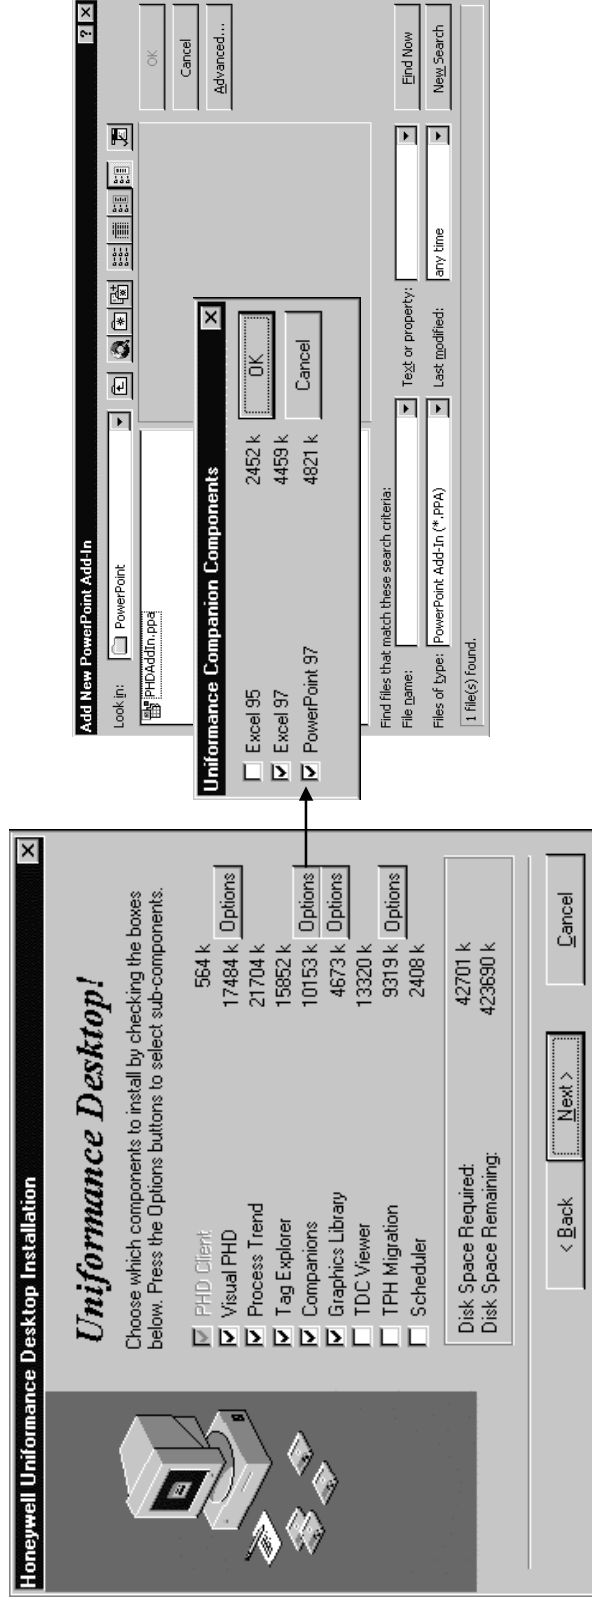 Honeywell Uniformance Desktop Installation
Uniformance Desktop!
Choose which components to install by checking the boxes
below. Press the Options buttons to select sub-components.
PHD Client 564 k
Visual PHD 17484 k Options
Process Trend 21704 k
Tag Explorer 15852 k
Companions 10153 k Options
Graphics Library 4673 k Options
TDC Viewer 13320 k
TPH Migration 9319 k Options
Scheduler 2408 k
Disk Space Required: 42701 k
Disk Space Remaining: 423690 k
< Back Next > Cancel
Add New PowerPoint Add-In
Look in: PowerPoint
OK
PHDAddIn.ppa
Cancel
Advanced...
Uniformance Companion Components
Excel 95 2452 k OK
Excel 97 4459 k
PowerPoint 97 4821 k Cancel
Find files that match these search criteria:
File name: Text or property: Find Now
Files of type: PowerPoint Add-In (*.PPA) Last modified: any time New Search
1 file(s) found.